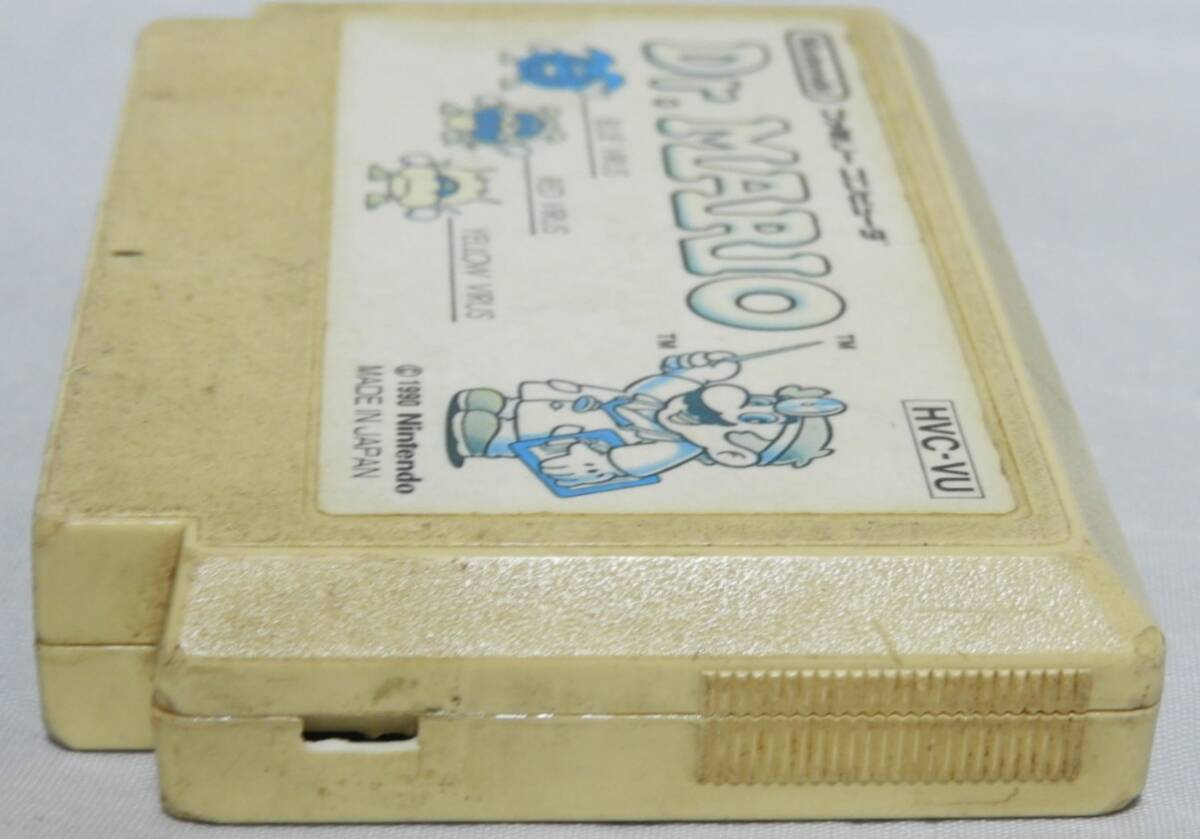 Nintendo ファミリーコンピュータ
Dr. MARIO TM
BLUE VIRUS
RED VIRUS
YELLOW VIRUS
TM
HVC-VU
© 1990 Nintendo
MADE IN JAPAN